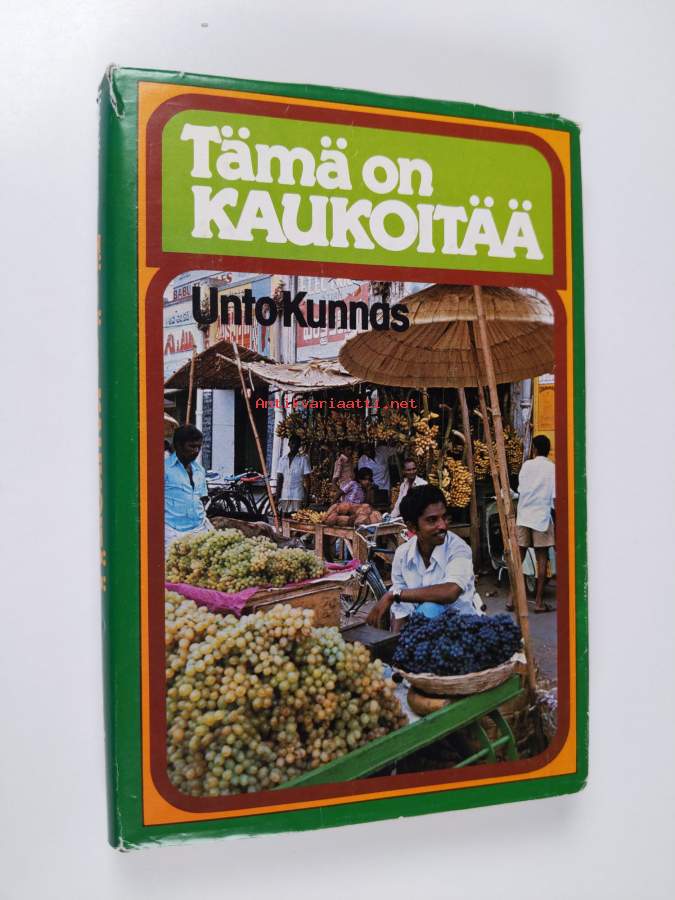 Tämä on
KAUKOITÄÄ
Unto Kunnas
Antikvariaatti.net